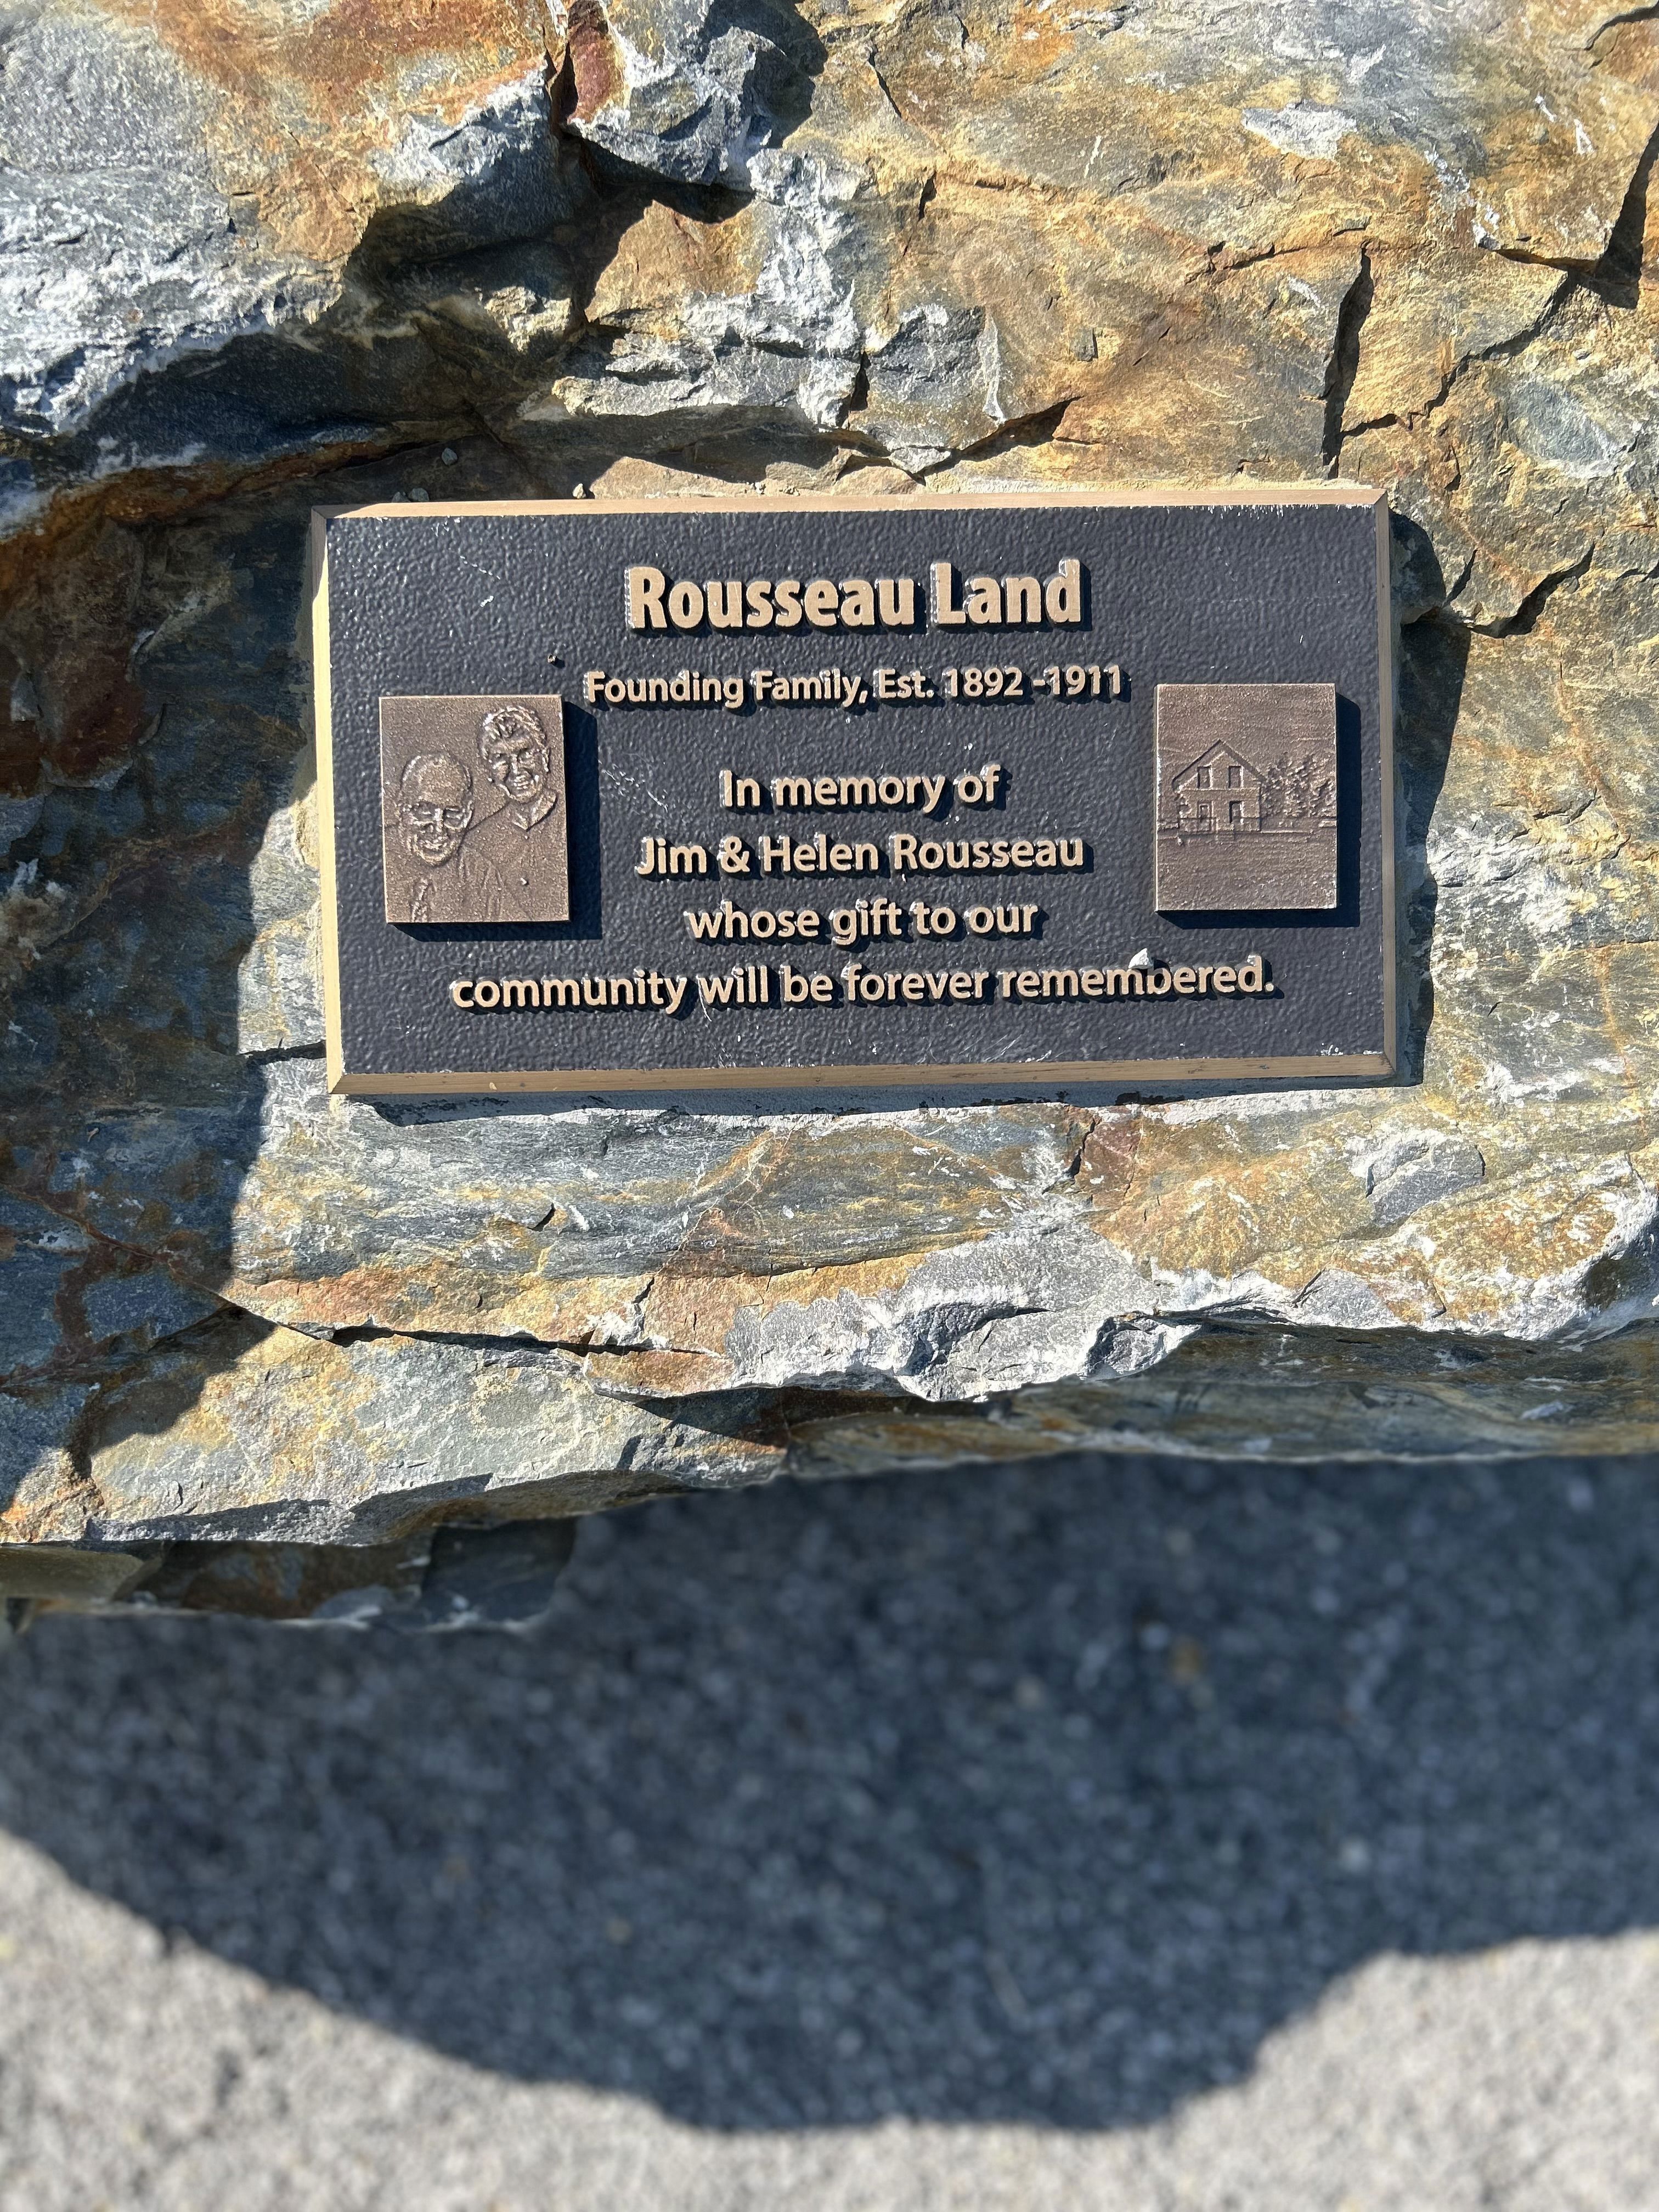 Rousseau Land
Founding Family, Est. 1892 -1911
In memory of
Jim & Helen Rousseau
whose gift to our
community will be forever remembered.